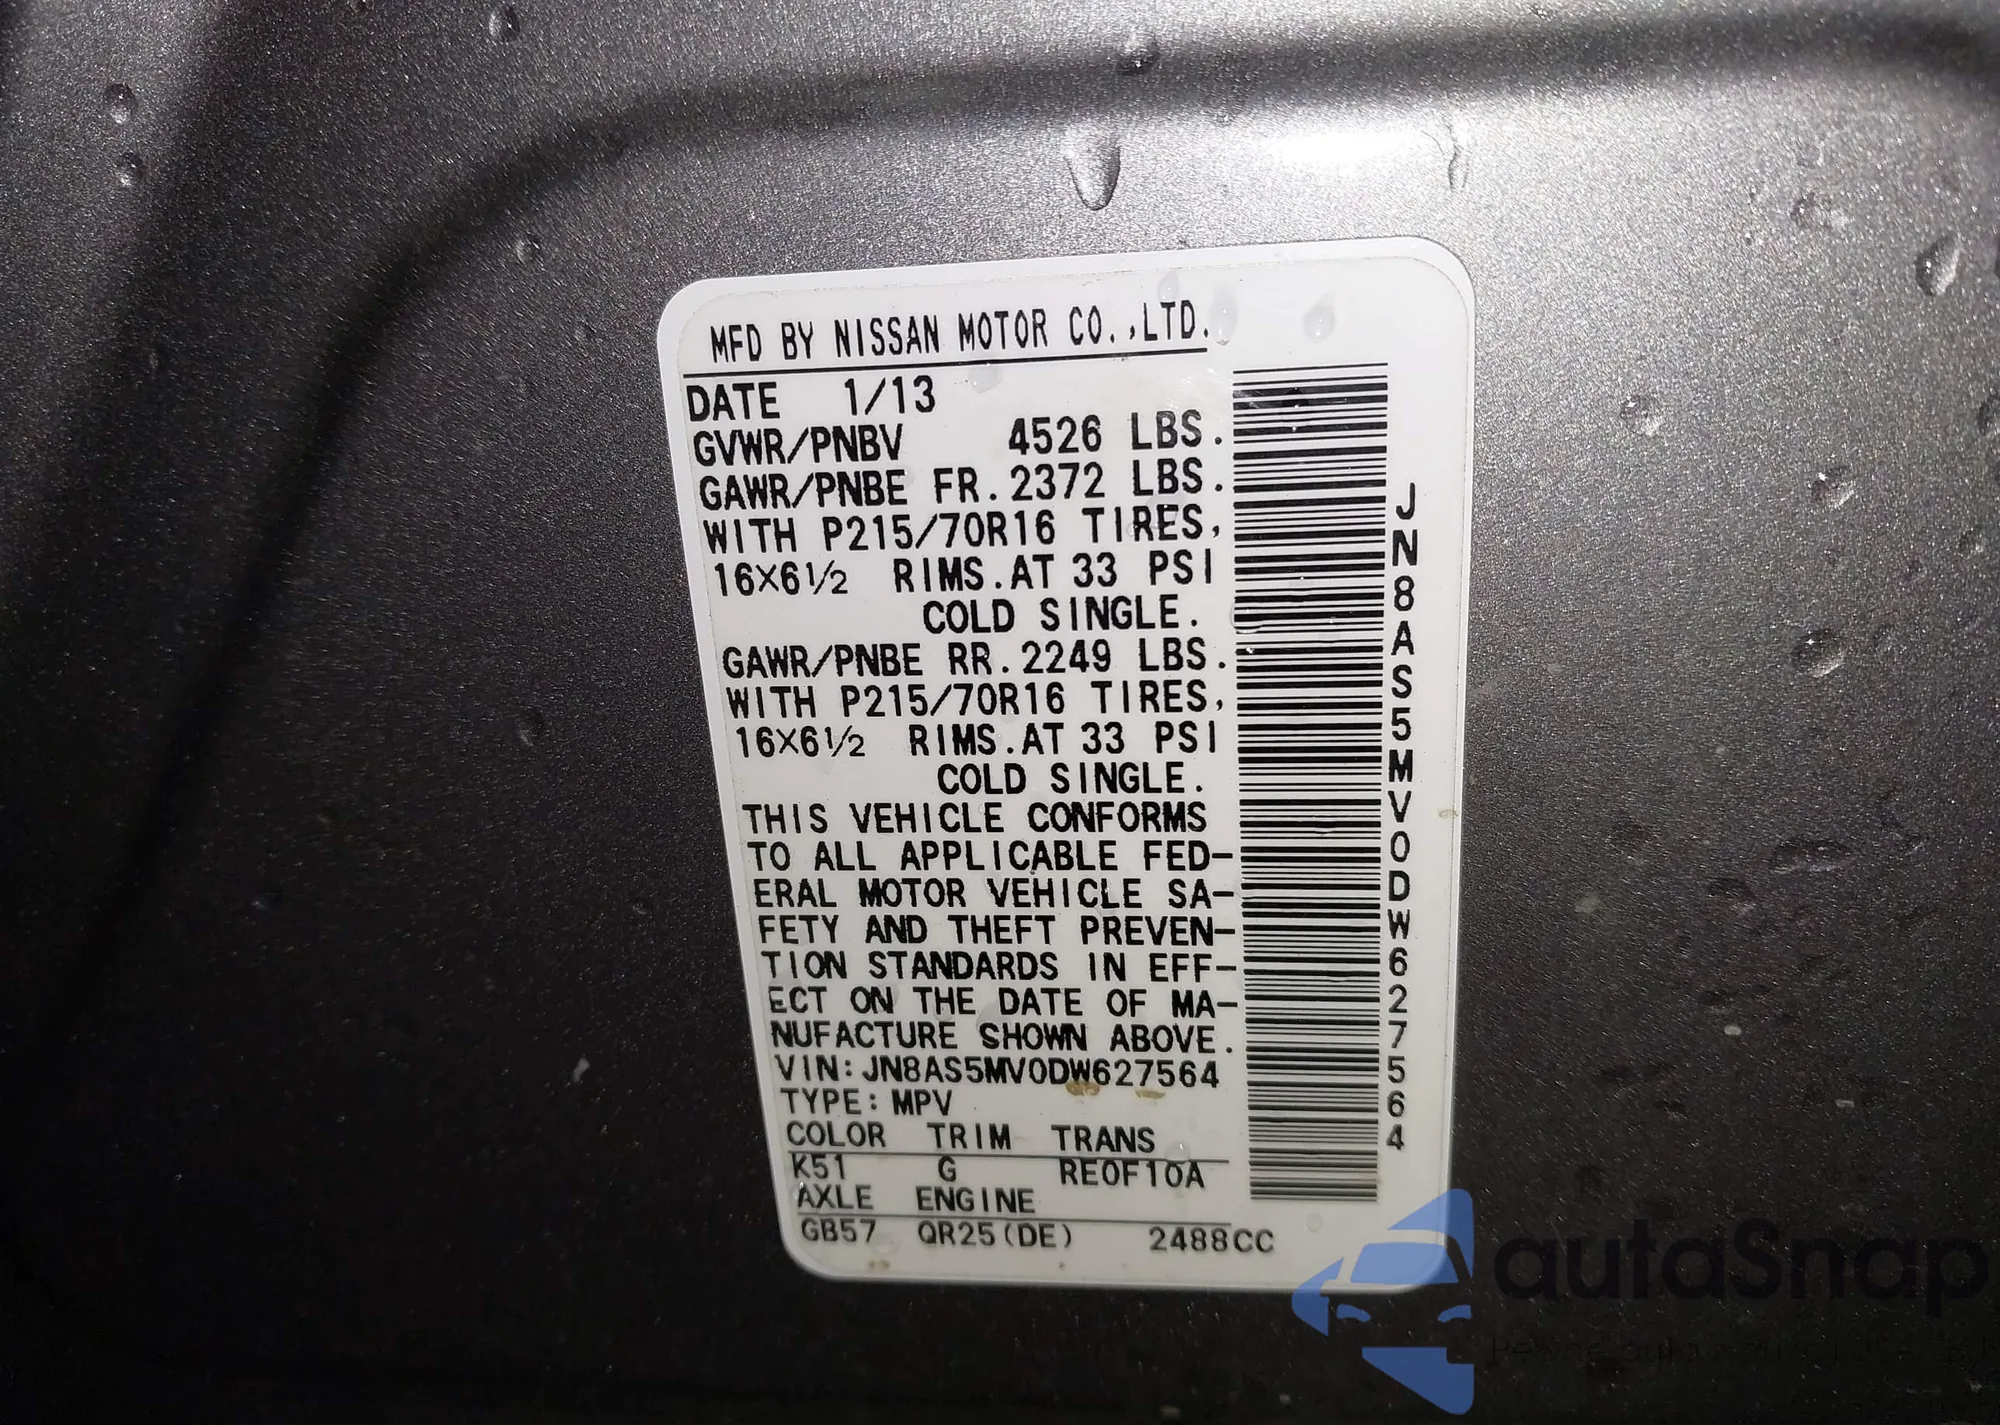 MFD BY NISSAN MOTOR CO.,LTD.
DATE 1/13
GVWR/PNBV 4526 LBS.
GAWR/PNBE FR.2372 LBS.
WITH P215/70R16 TIRES,
16X6½ RIMS.AT 33 PSI
COLD SINGLE.
GAWR/PNBE RR.2249 LBS.
WITH P215/70R16 TIRES,
16X6½ RIMS.AT 33 PSI
COLD SINGLE.
THIS VEHICLE CONFORMS
TO ALL APPLICABLE FED-
ERAL MOTOR VEHICLE SA-
FETY AND THEFT PREVEN-
TION STANDARDS IN EFF-
ECT ON THE DATE OF MA-
NUFACTURE SHOWN ABOVE.
VIN:JN8AS5MV0DW627564
TYPE:MPV
COLOR TRIM TRANS
K51 G RE0F10A
AXLE ENGINE
GB57 QR25(DE) 2488CC
JN8AS5MV0DW627564
autoSnap